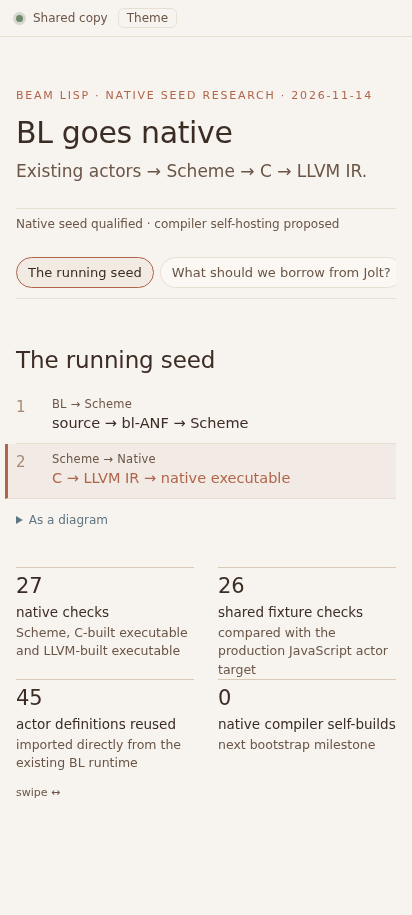 Shared copy
Theme
BEAM LISP · NATIVE SEED RESEARCH · 2026-11-14
BL goes native
Existing actors → Scheme → C → LLVM IR.
Native seed qualified · compiler self-hosting proposed
The running seed
What should we borrow from Jolt?
The running seed
1
BL → Scheme
source → bl-ANF → Scheme
2
Scheme → Native
C → LLVM IR → native executable
As a diagram
27
native checks
Scheme, C-built executable
and LLVM-built executable
26
shared fixture checks
compared with the
production JavaScript actor
target
45
actor definitions reused
imported directly from the
existing BL runtime
0
native compiler self-builds
next bootstrap milestone
swipe ↔